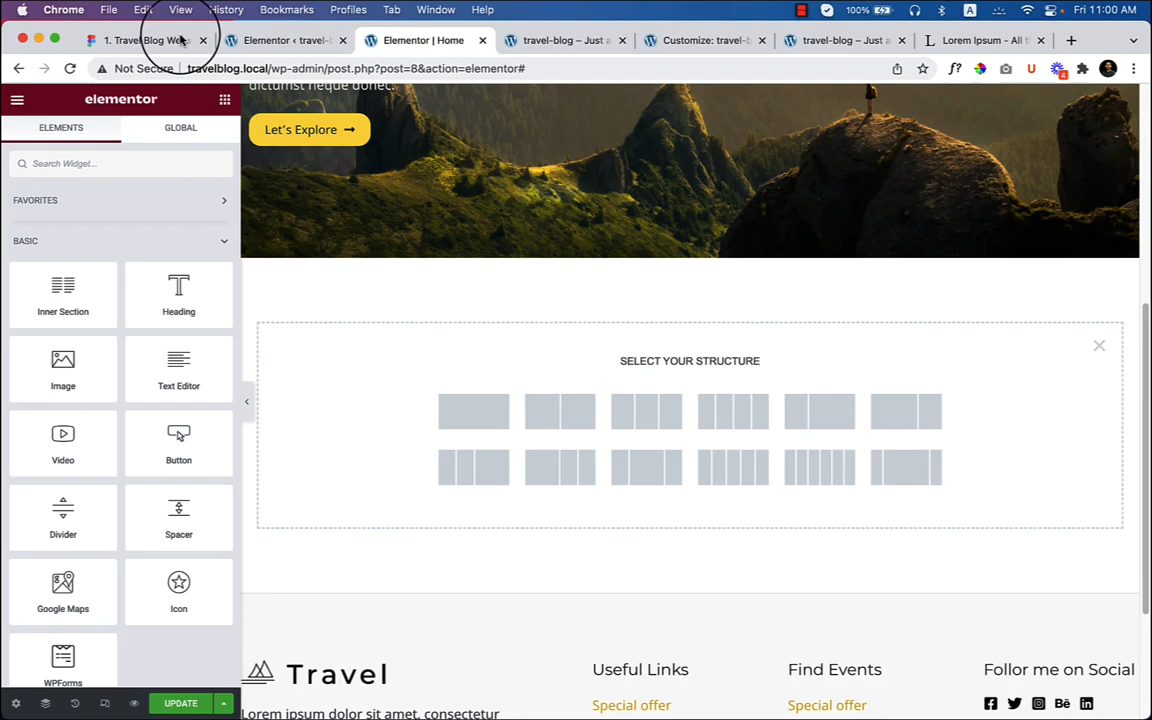 Chrome File Edit View History Bookmarks Profiles Tab Window Help 100% A Fri 11:00 AM
1. Travel Blog We Elementor ‹ travel-b Elementor | Home travel-blog – Just a Customize: travel-b travel-blog – Just a Lorem Ipsum - All t
Not Secure travelblog.local/wp-admin/post.php?post=8&action=elementor# f? U 4
elementor
ELEMENTS GLOBAL
Search Widget...
FAVORITES
BASIC
Inner Section Heading
Image Text Editor
Video Button
Divider Spacer
Google Maps Icon
WPForms
UPDATE
dictumst neque donec.
Let's Explore →
SELECT YOUR STRUCTURE
Travel
Lorem ipsum dolor sit amet, consectetur
Useful Links
Special offer
Find Events
Special offer
Follor me on Social